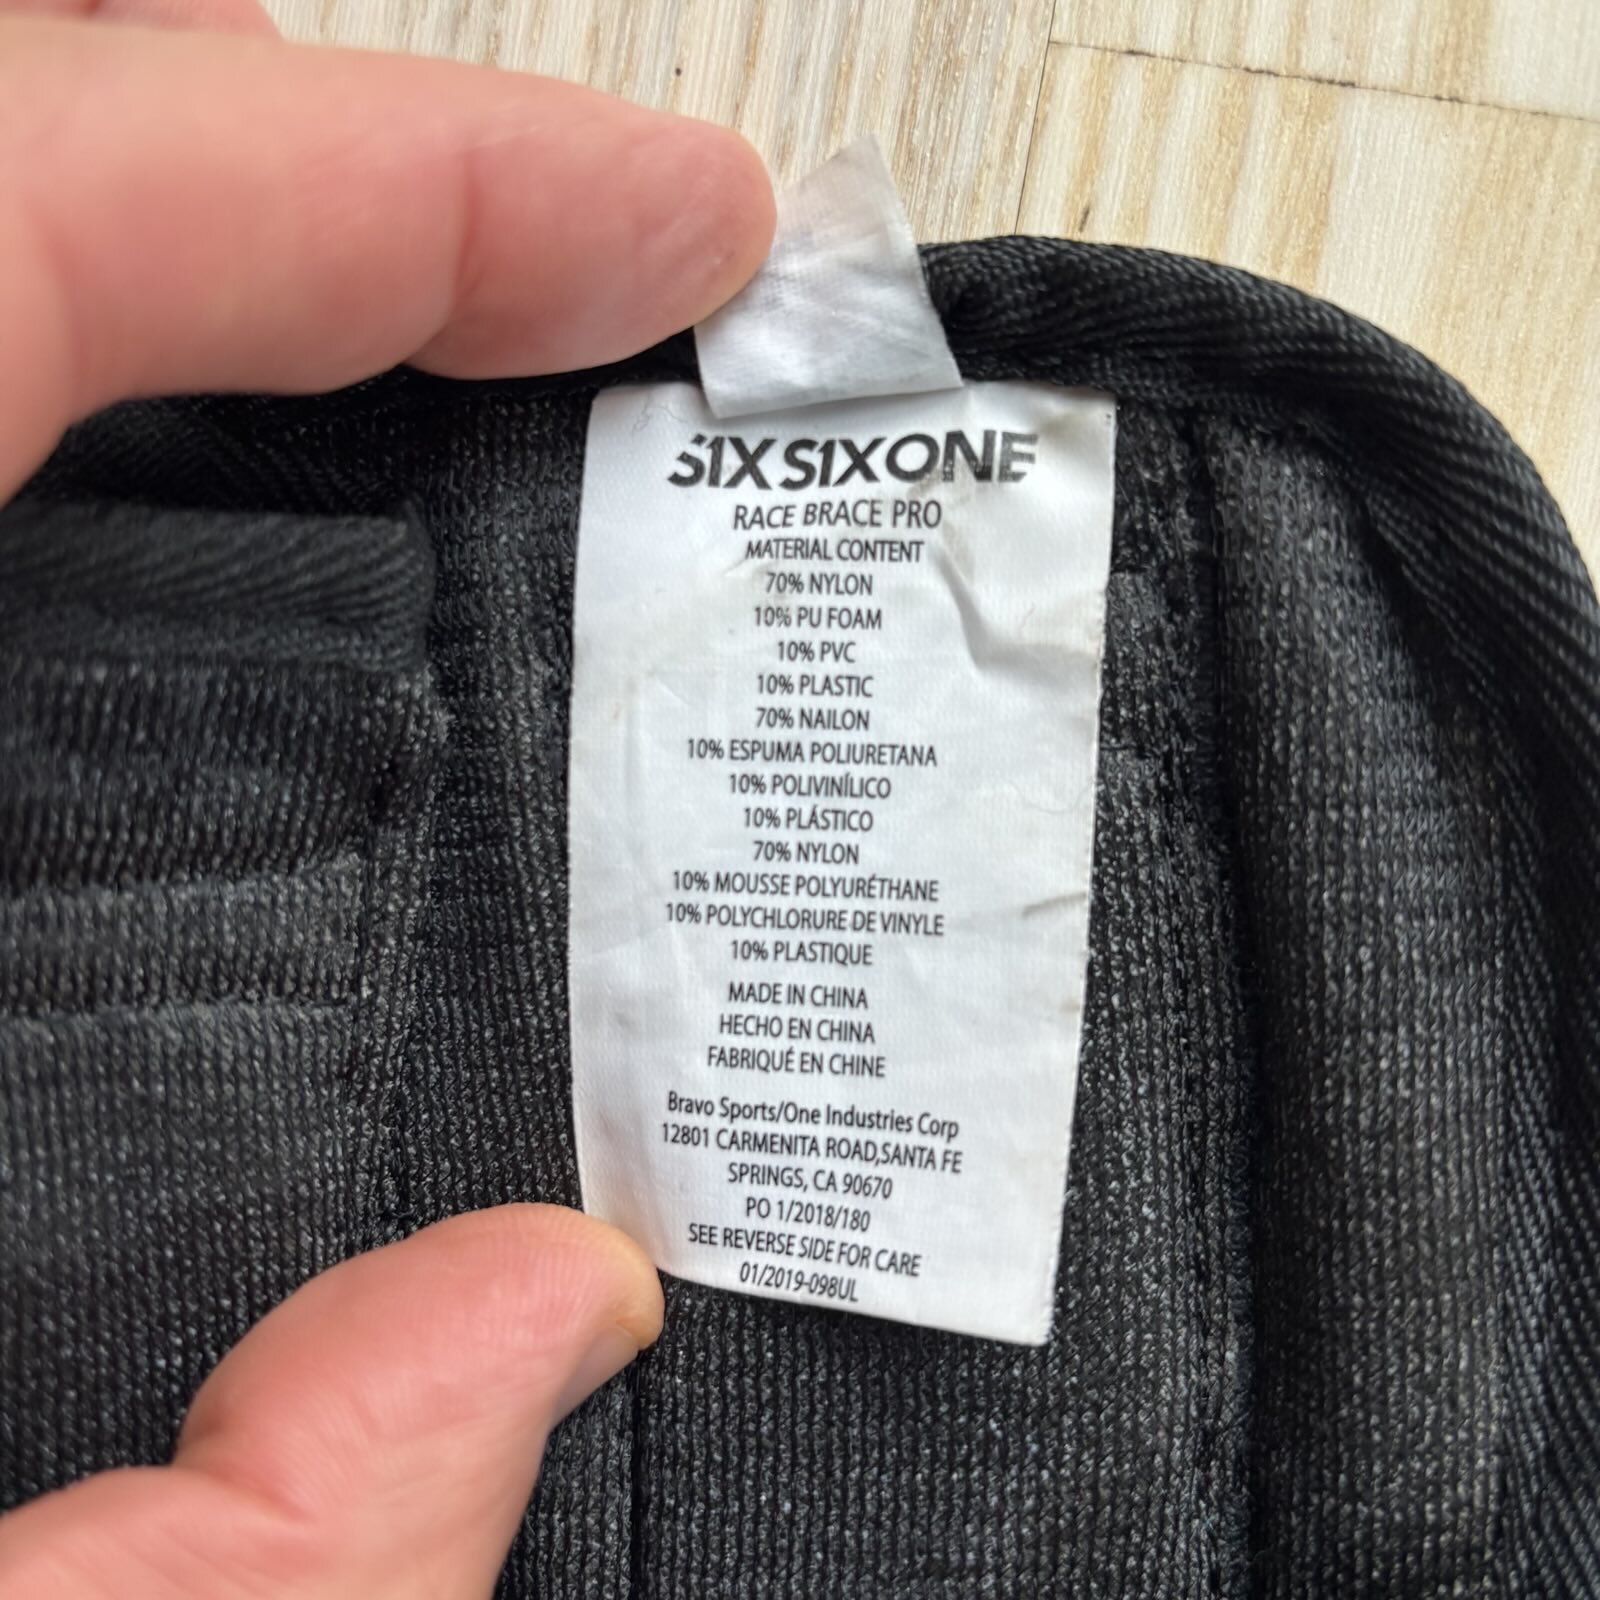 SIXSIXONE
RACE BRACE PRO
MATERIAL CONTENT
70% NYLON
10% PU FOAM
10% PVC
10% PLASTIC
70% NAILON
10% ESPUMA POLIURETANA
10% POLIVINÍLICO
10% PLÁSTICO
70% NYLON
10% MOUSSE POLYURÉTHANE
10% POLYCHLORURE DE VINYLE
10% PLASTIQUE
MADE IN CHINA
HECHO EN CHINA
FABRIQUÉ EN CHINE
Bravo Sports/One Industries Corp
12801 CARMENITA ROAD,SANTA FE
SPRINGS, CA 90670
PO 1/2018/180
SEE REVERSE SIDE FOR CARE
01/2019-098UL